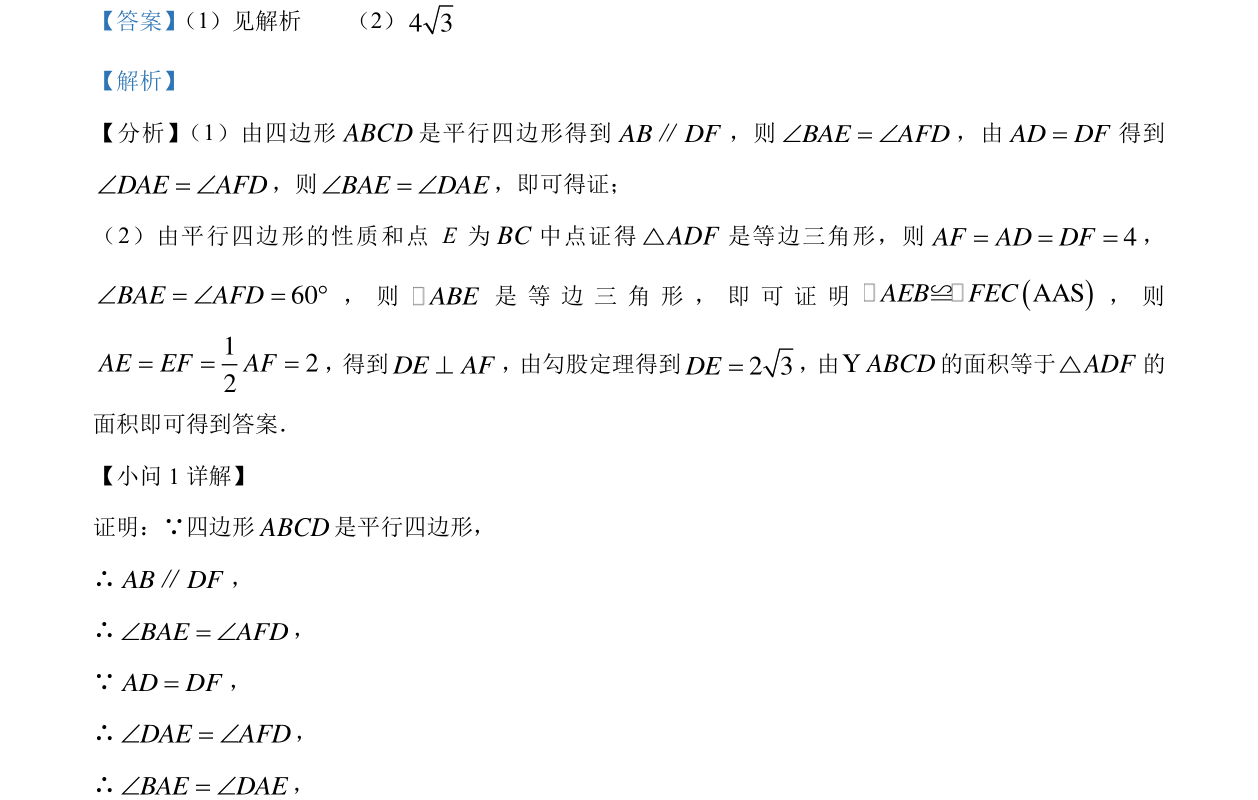 【答案】（1）见解析　　（2）4√3
【解析】
【分析】（1）由四边形 ABCD 是平行四边形得到 AB∥DF，则∠BAE=∠AFD，由 AD=DF 得到
∠DAE=∠AFD，则∠BAE=∠DAE，即可得证；
（2）由平行四边形的性质和点 E 为 BC 中点证得△ADF 是等边三角形，则 AF=AD=DF=4，
∠BAE=∠AFD=60°，则□ABE 是等边三角形，即可证明□AEB≌□FEC(AAS)，则
AE=EF=1/2AF=2，得到 DE⊥AF，由勾股定理得到 DE=2√3，由Y ABCD 的面积等于△ADF 的
面积即可得到答案．
【小问 1 详解】
证明：∵四边形 ABCD 是平行四边形，
∴AB∥DF，
∴∠BAE=∠AFD，
∵AD=DF，
∴∠DAE=∠AFD，
∴∠BAE=∠DAE，